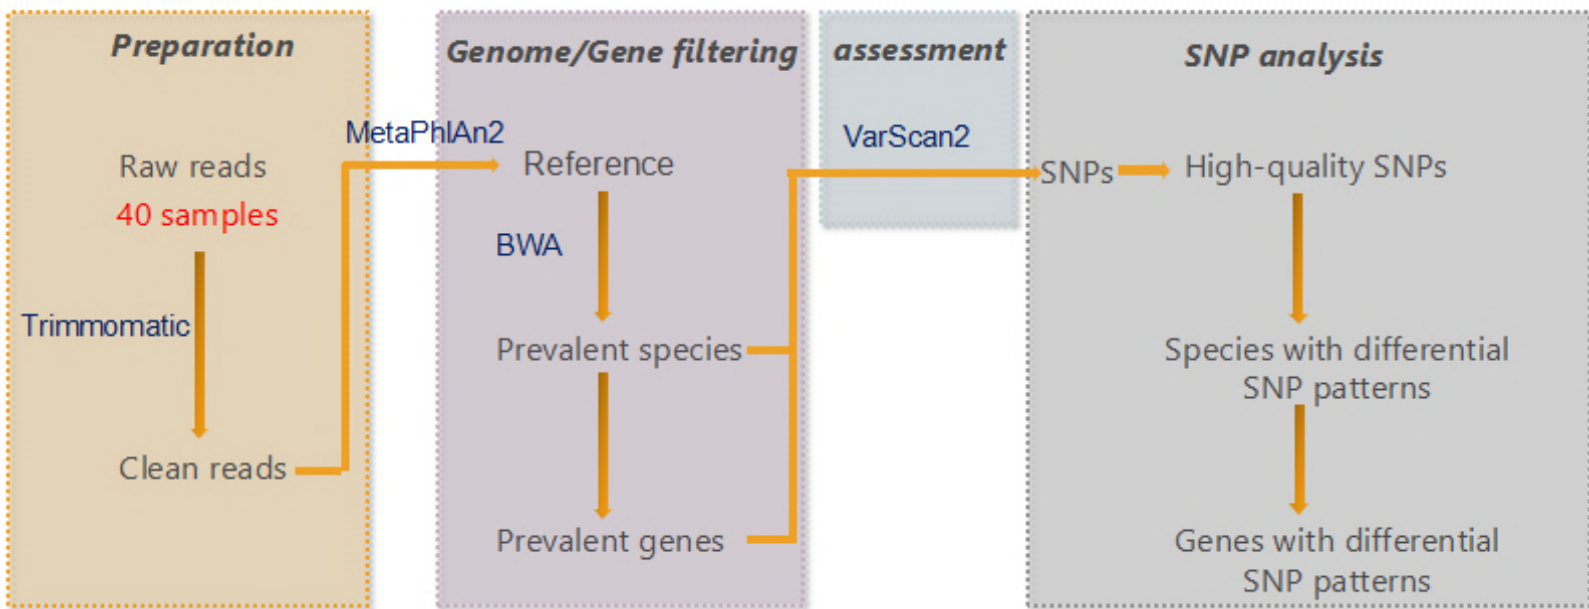 Preparation
Raw reads
40 samples
Trimmomatic
Clean reads
MetaPhlAn2
Genome/Gene filtering
Reference
BWA
Prevalent species
Prevalent genes
assessment
VarScan2
SNP analysis
SNPs
High-quality SNPs
Species with differential
SNP patterns
Genes with differential
SNP patterns